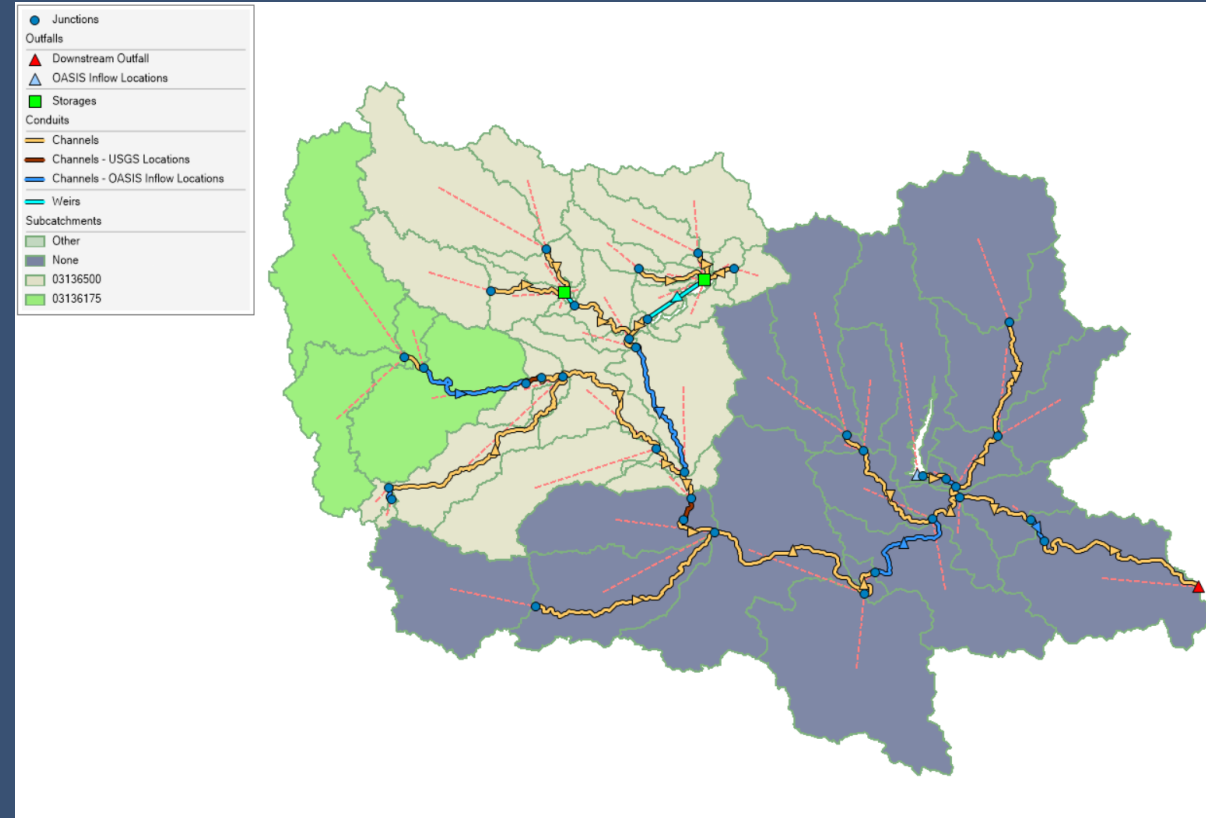 Junctions
Outfalls
Downstream Outfall
OASIS Inflow Locations
Storages
Conduits
Channels
Channels - USGS Locations
Channels - OASIS Inflow Locations
Weirs
Subcatchments
Other
None
03136500
03136175